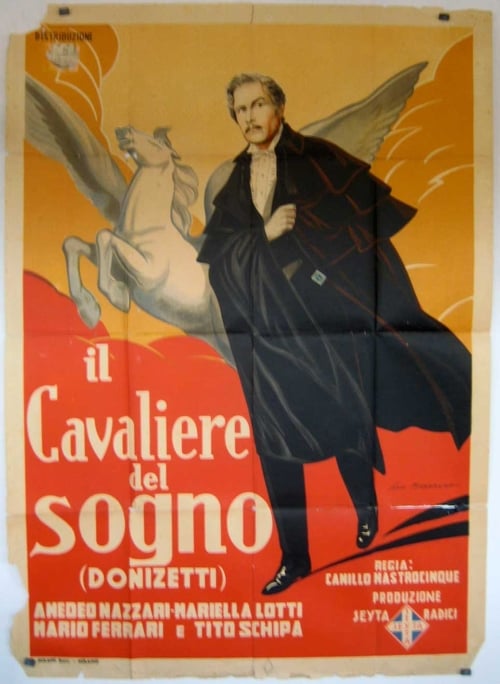 DISTRIBUZIONE
il
Cavaliere
del
sogno
(DONIZETTI)
AMEDEO NAZZARI-MARIELLA LOTTI
MARIO FERRARI E TITO SCHIPA
REGIA:
CAMILLO MASTROCINQUE
PRODUZIONE
SEYTA RADICI